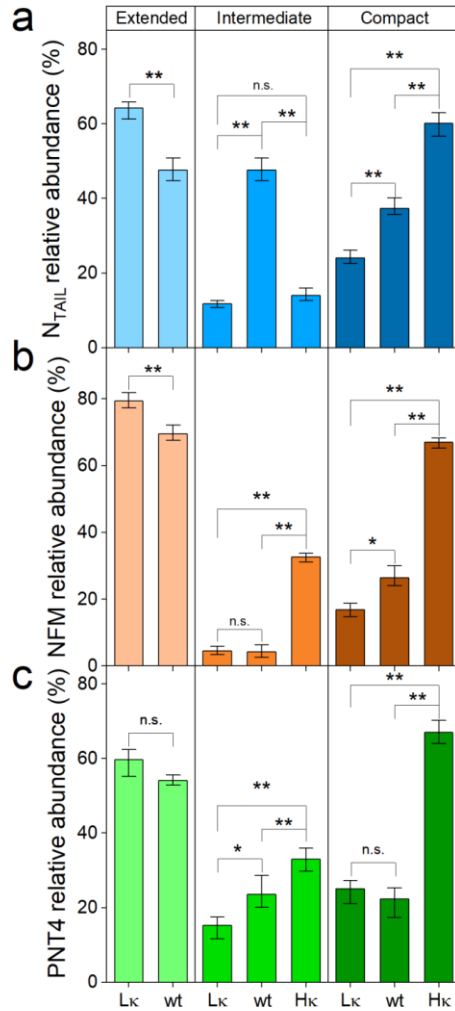 a
Extended Intermediate Compact
N_TAIL relative abundance (%)
80
60
40
20
0
**
n.s.
** **
**
**
**
b
NFM relative abundance (%)
80
60
40
20
0
**
**
**
n.s.
**
**
*
c
PNT4 relative abundance (%)
80
60
40
20
0
n.s.
**
**
*
**
**
n.s.
Lκ wt Lκ wt Hκ Lκ wt Hκ